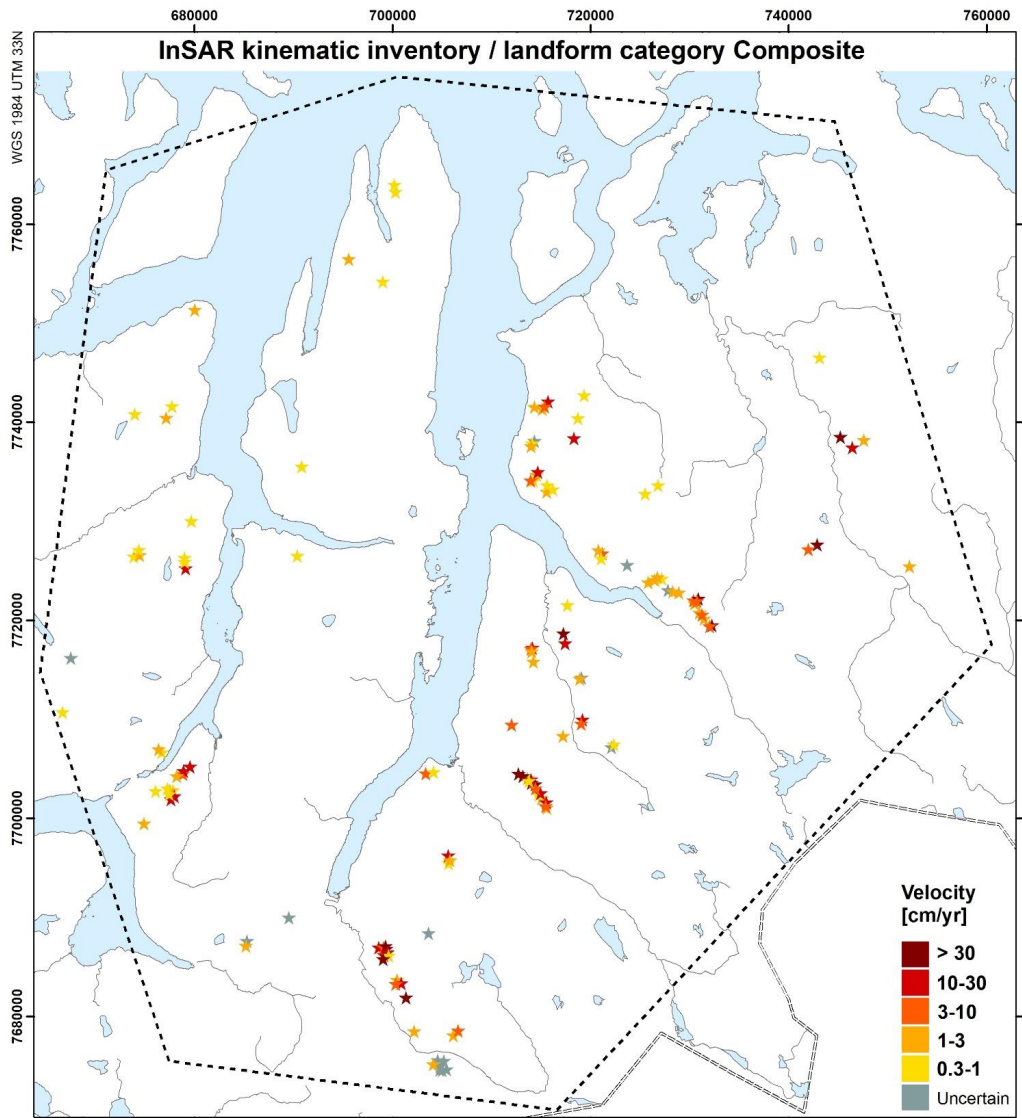 680000 700000 720000 740000 760000
WGS 1984 UTM 33N
InSAR kinematic inventory / landform category Composite
7760000
7740000
7720000
7700000
7680000
Velocity
[cm/yr]
> 30
10-30
3-10
1-3
0.3-1
Uncertain